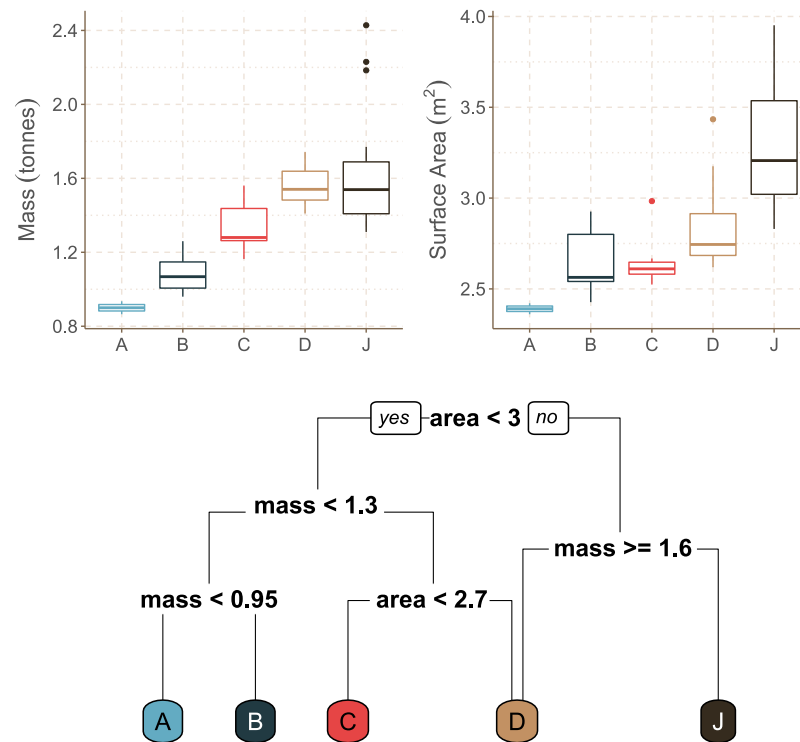 Mass (tonnes)
2.4
2.0
1.6
1.2
0.8
A B C D J
Surface Area (m²)
4.0
3.5
3.0
2.5
A B C D J
yes area < 3 no
mass < 1.3
mass >= 1.6
mass < 0.95 area < 2.7
A B C D J